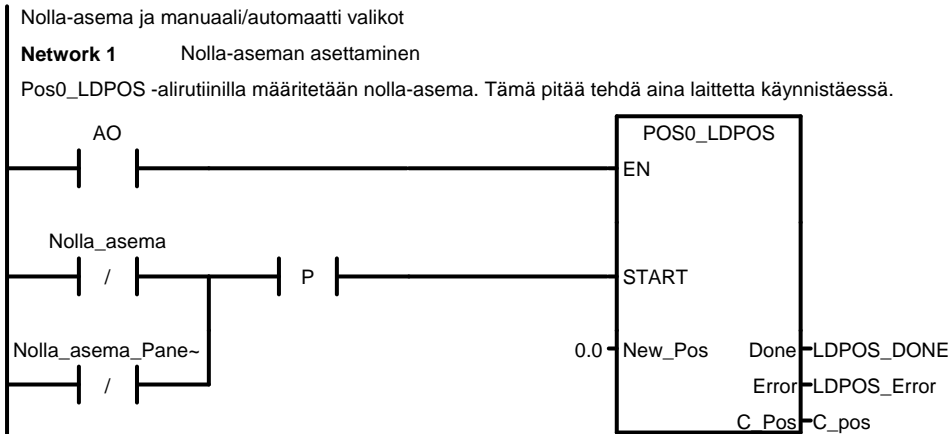 Nolla-asema ja manuaali/automaatti valikot
Network 1 Nolla-aseman asettaminen
Pos0_LDPOS -alirutiinilla määritetään nolla-asema. Tämä pitää tehdä aina laittetta käynnistäessä.
AO
POS0_LDPOS
EN
Nolla_asema
/
P
START
Nolla_asema_Pane~
/
0.0
New_Pos
Done
LDPOS_DONE
Error
LDPOS_Error
C_Pos
C_pos